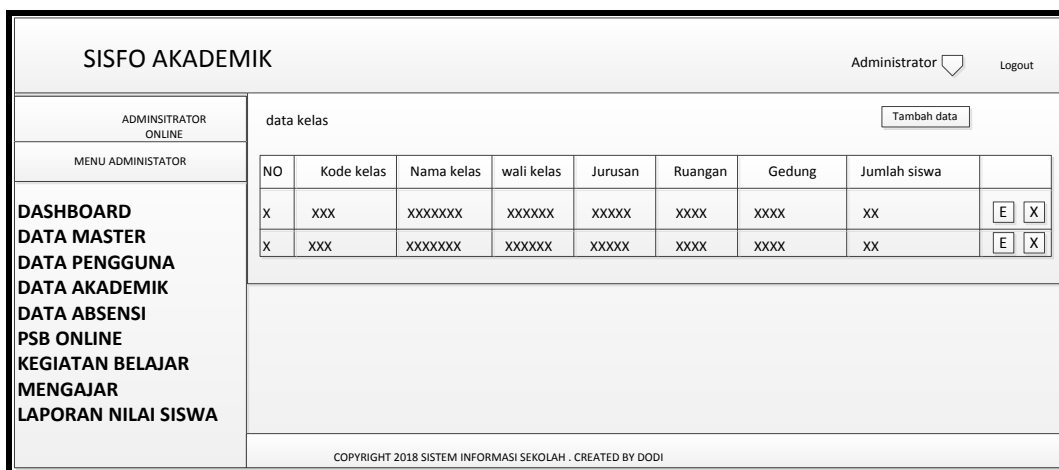 SISFO AKADEMIK
Administrator
Logout
ADMINSITRATOR
ONLINE
MENU ADMINISTATOR
DASHBOARD
DATA MASTER
DATA PENGGUNA
DATA AKADEMIK
DATA ABSENSI
PSB ONLINE
KEGIATAN BELAJAR
MENGAJAR
LAPORAN NILAI SISWA
data kelas
Tambah data
NO Kode kelas Nama kelas wali kelas Jurusan Ruangan Gedung Jumlah siswa
X XXX XXXXXXX XXXXXX XXXXX XXXX XXXX XX E X
X XXX XXXXXXX XXXXXX XXXXX XXXX XXXX XX E X
COPYRIGHT 2018 SISTEM INFORMASI SEKOLAH . CREATED BY DODI